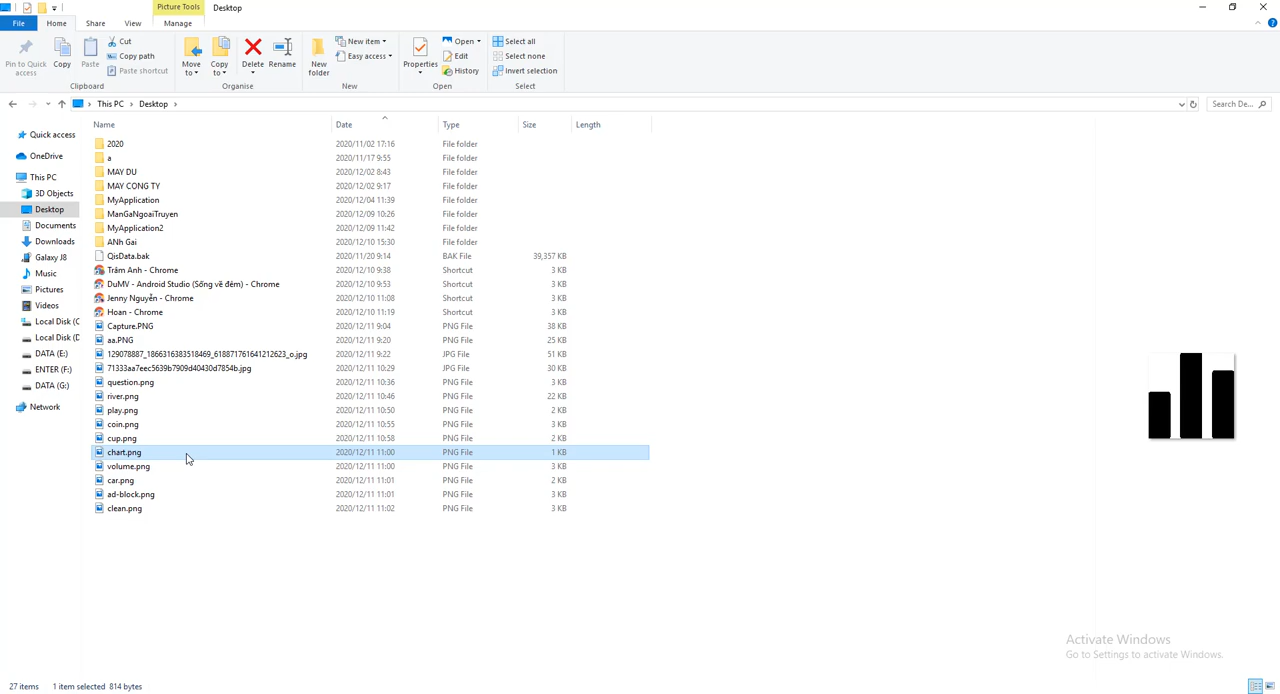 Picture Tools Desktop
File Home Share View Manage
Pin to Quick access Copy Paste Cut Copy path Paste shortcut
Move to Copy to Delete Rename
New folder New item Easy access
Properties Open Edit History
Select all Select none Invert selection
Clipboard Organise New Open Select
This PC Desktop Search De...
Name Date Type Size Length
Quick access
OneDrive
This PC
3D Objects
Desktop
Documents
Downloads
Galaxy J8
Music
Pictures
Videos
Local Disk (C
Local Disk (D
DATA (E:)
ENTER (F:)
DATA (G:)
Network
2020 2020/11/02 17:16 File folder
a 2020/11/17 9:55 File folder
MAY DU 2020/12/02 8:43 File folder
MAY CONG TY 2020/12/02 9:17 File folder
MyApplication 2020/12/04 11:39 File folder
ManGaNgoaiTruyen 2020/12/09 10:26 File folder
MyApplication2 2020/12/09 11:42 File folder
ANh Gai 2020/12/10 15:30 File folder
QisData.bak 2020/11/20 9:14 BAK File 39,357 KB
Trâm Anh - Chrome 2020/12/10 9:38 Shortcut 3 KB
DuMV - Android Studio (Sống về đêm) - Chrome 2020/12/10 9:53 Shortcut 3 KB
Jenny Nguyễn - Chrome 2020/12/10 11:08 Shortcut 3 KB
Hoan - Chrome 2020/12/10 11:19 Shortcut 3 KB
Capture.PNG 2020/12/11 9:04 PNG File 38 KB
aa.PNG 2020/12/11 9:20 PNG File 25 KB
129078887_1866316383518469_618871761641212623_o.jpg 2020/12/11 9:22 JPG File 51 KB
71333aa7eec5639b7909d40430d7854b.jpg 2020/12/11 10:29 JPG File 30 KB
question.png 2020/12/11 10:36 PNG File 3 KB
river.png 2020/12/11 10:46 PNG File 22 KB
play.png 2020/12/11 10:50 PNG File 2 KB
coin.png 2020/12/11 10:55 PNG File 3 KB
cup.png 2020/12/11 10:58 PNG File 2 KB
chart.png 2020/12/11 11:00 PNG File 1 KB
volume.png 2020/12/11 11:00 PNG File 3 KB
car.png 2020/12/11 11:01 PNG File 2 KB
ad-block.png 2020/12/11 11:01 PNG File 3 KB
clean.png 2020/12/11 11:02 PNG File 3 KB
Activate Windows
Go to Settings to activate Windows.
27 items 1 item selected 814 bytes